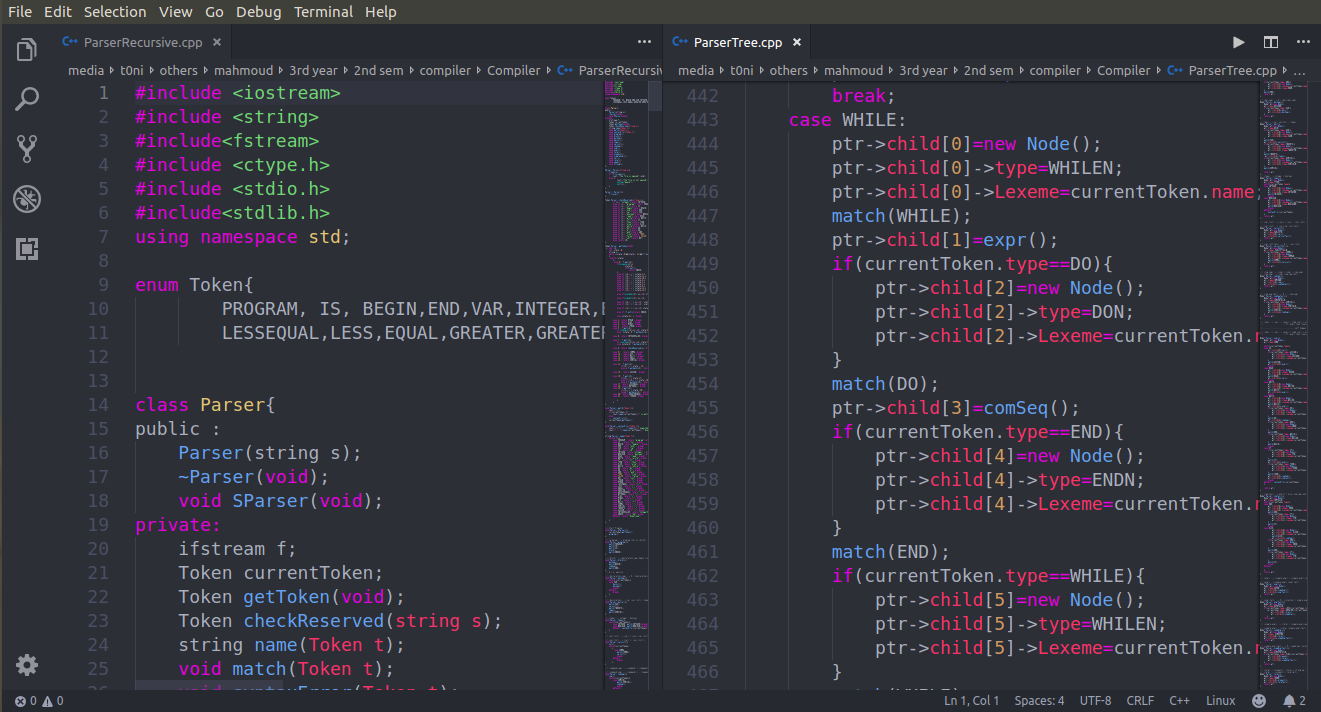 File Edit Selection View Go Debug Terminal Help
ParserRecursive.cpp × ···
media › t0ni › others › mahmoud › 3rd year › 2nd sem › compiler › Compiler › ParserRecursiv
1 #include <iostream>
2 #include <string>
3 #include<fstream>
4 #include <ctype.h>
5 #include <stdio.h>
6 #include<stdlib.h>
7 using namespace std;
8
9 enum Token{
10 PROGRAM, IS, BEGIN,END,VAR,INTEGER,
11 LESSEQUAL,LESS,EQUAL,GREATER,GREATER
12
13
14 class Parser{
15 public :
16 Parser(string s);
17 ~Parser(void);
18 void SParser(void);
19 private:
20 ifstream f;
21 Token currentToken;
22 Token getToken(void);
23 Token checkReserved(string s);
24 string name(Token t);
25 void match(Token t);
26 void syntaxError(Token t);
ParserTree.cpp × ···
media › t0ni › others › mahmoud › 3rd year › 2nd sem › compiler › Compiler › ParserTree.cpp › ...
442 break;
443 case WHILE:
444 ptr->child[0]=new Node();
445 ptr->child[0]->type=WHILEN;
446 ptr->child[0]->Lexeme=currentToken.name;
447 match(WHILE);
448 ptr->child[1]=expr();
449 if(currentToken.type==DO){
450 ptr->child[2]=new Node();
451 ptr->child[2]->type=DON;
452 ptr->child[2]->Lexeme=currentToken.n
453 }
454 match(DO);
455 ptr->child[3]=comSeq();
456 if(currentToken.type==END){
457 ptr->child[4]=new Node();
458 ptr->child[4]->type=ENDN;
459 ptr->child[4]->Lexeme=currentToken.n
460 }
461 match(END);
462 if(currentToken.type==WHILE){
463 ptr->child[5]=new Node();
464 ptr->child[5]->type=WHILEN;
465 ptr->child[5]->Lexeme=currentToken.n
466 }
0 0 Ln 1, Col 1 Spaces: 4 UTF-8 CRLF C++ Linux 2